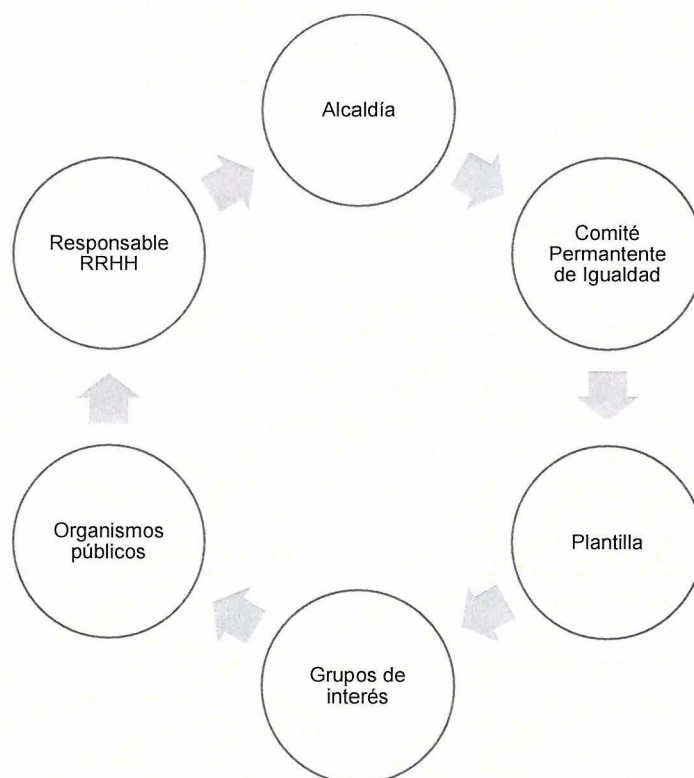 Alcaldía
Comité
Permantente
de Igualdad
Plantilla
Grupos de
interés
Organismos
públicos
Responsable
RRHH